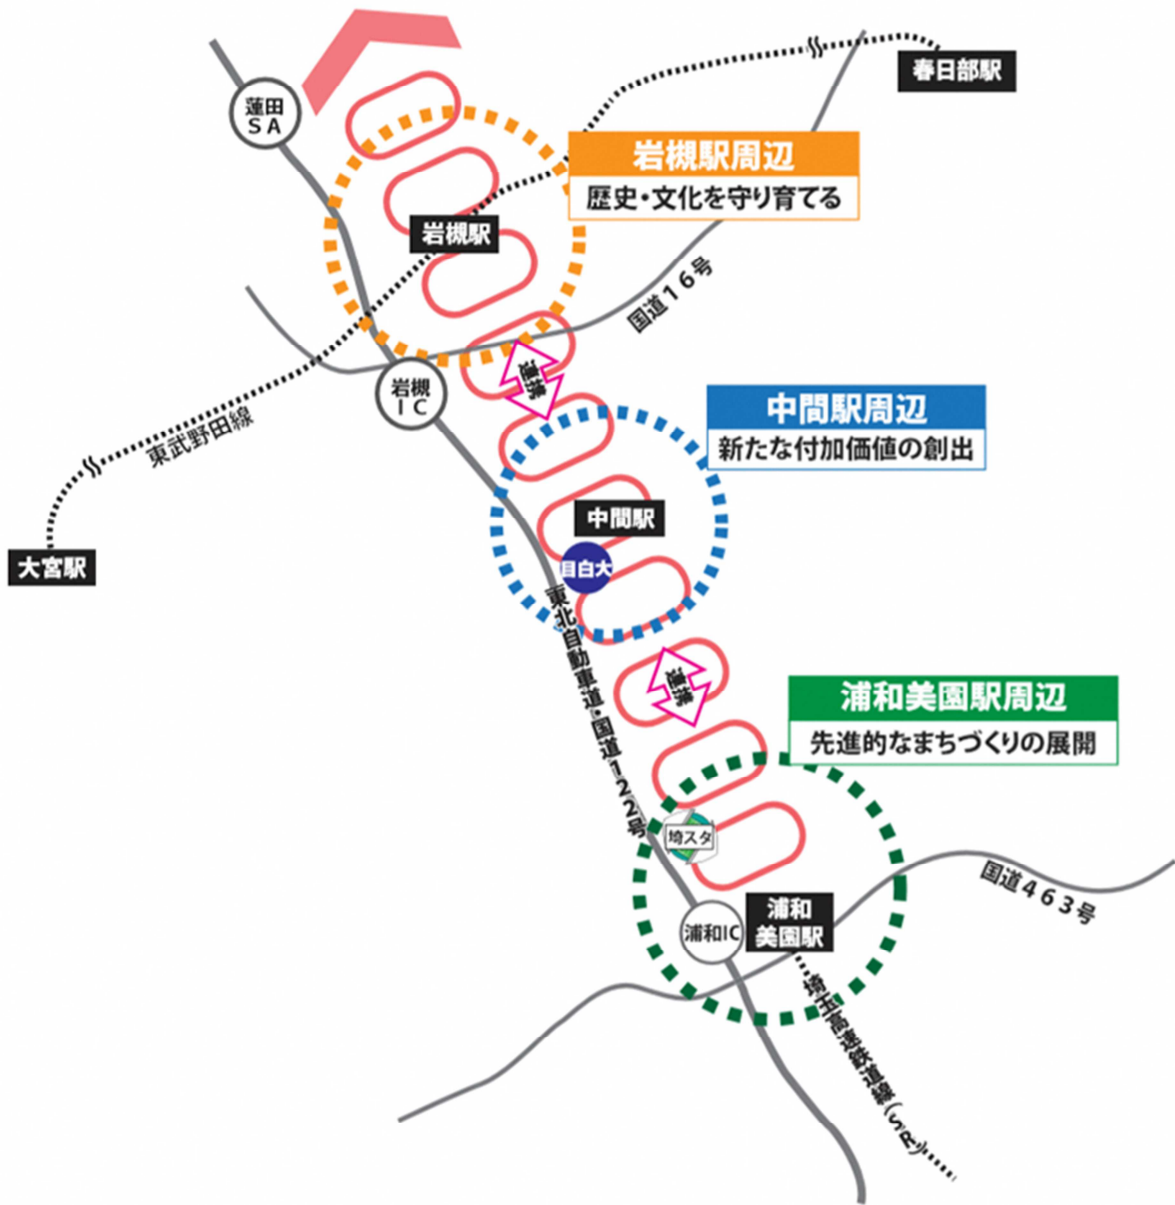 春日部駅
蓮田
SA
岩槻駅周辺
歴史・文化を守り育てる
岩槻駅
国道16号
連携
岩槻
IC
中間駅周辺
新たな付加価値の創出
東武野田線
中間駅
大宮駅
目白大
東北自動車道・国道122号
連携
浦和美園駅周辺
先進的なまちづくりの展開
埼スタ
国道463号
浦和
美園駅
浦和IC
埼玉高速鉄道線(SR)